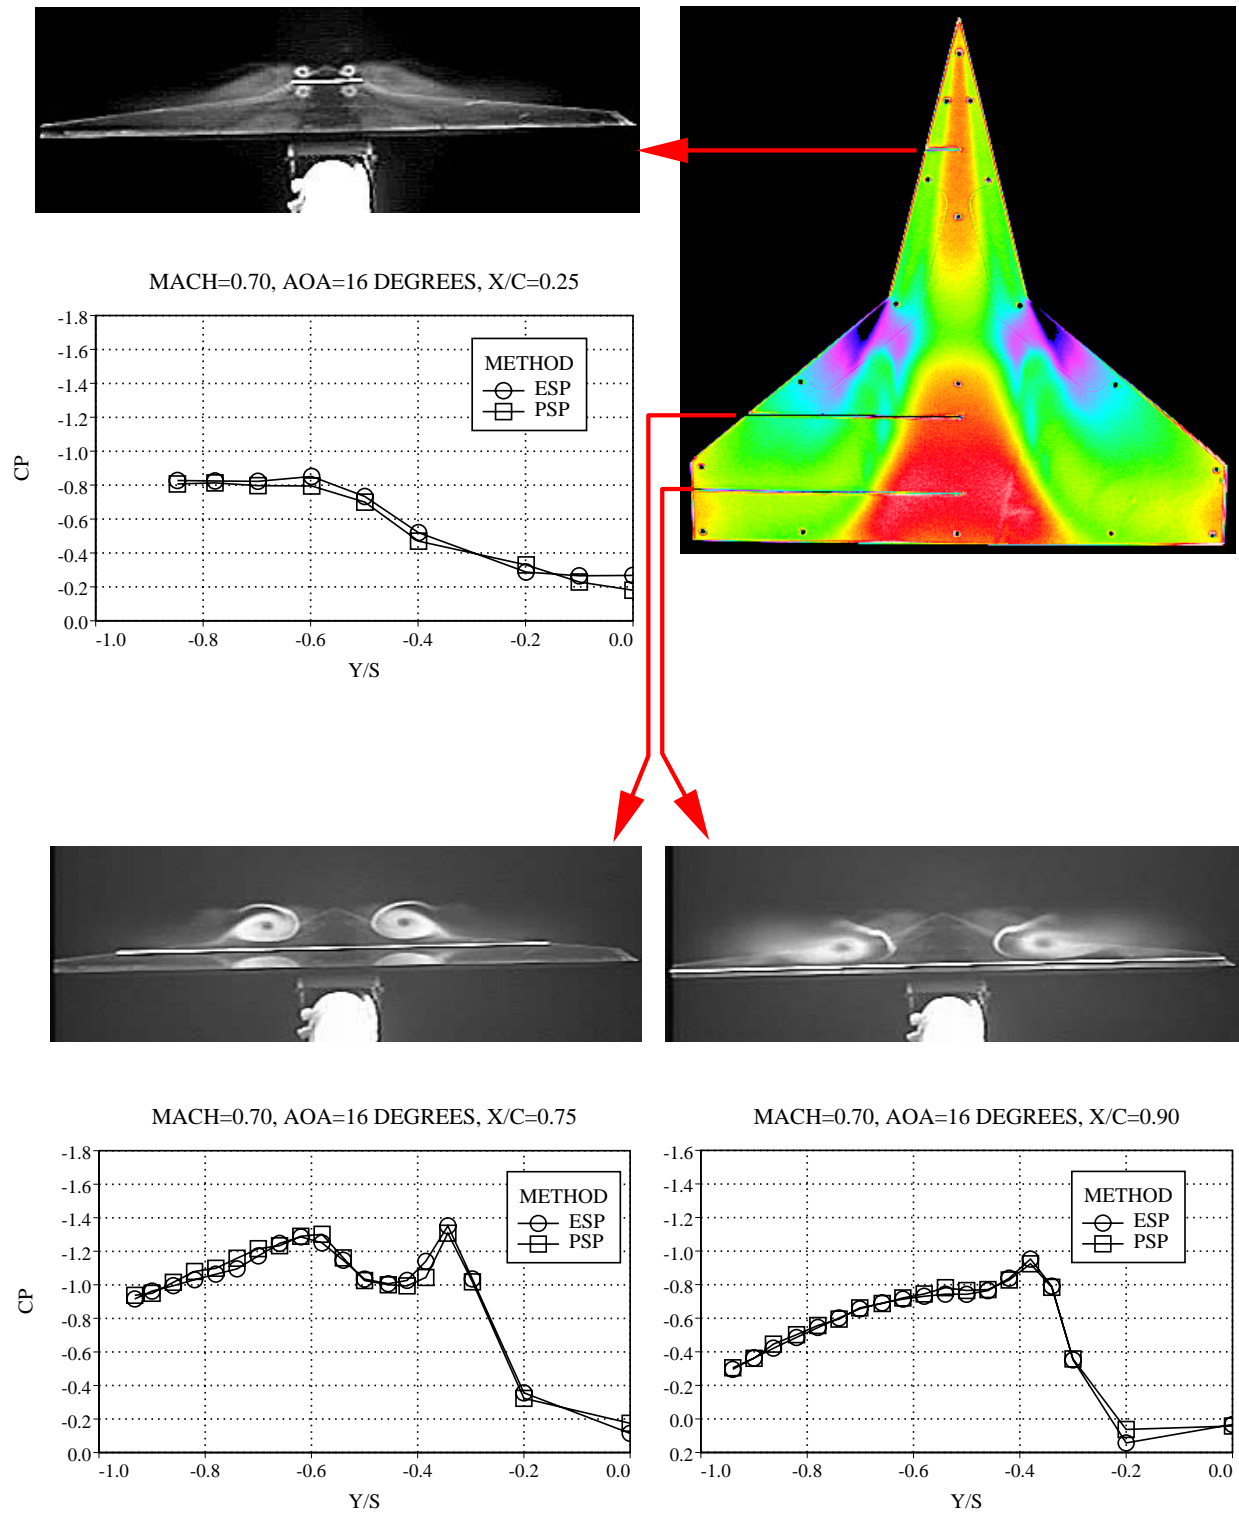 MACH=0.70, AOA=16 DEGREES, X/C=0.25
-1.8
-1.6
-1.4
-1.2
-1.0
-0.8
-0.6
-0.4
-0.2
0.0
CP
METHOD
ESP
PSP
-1.0 -0.8 -0.6 -0.4 -0.2 0.0
Y/S
MACH=0.70, AOA=16 DEGREES, X/C=0.75
-1.8
-1.6
-1.4
-1.2
-1.0
-0.8
-0.6
-0.4
-0.2
0.0
CP
METHOD
ESP
PSP
-1.0 -0.8 -0.6 -0.4 -0.2 0.0
Y/S
MACH=0.70, AOA=16 DEGREES, X/C=0.90
-1.6
-1.4
-1.2
-1.0
-0.8
-0.6
-0.4
-0.2
0.0
0.2
METHOD
ESP
PSP
-1.0 -0.8 -0.6 -0.4 -0.2 0.0
Y/S